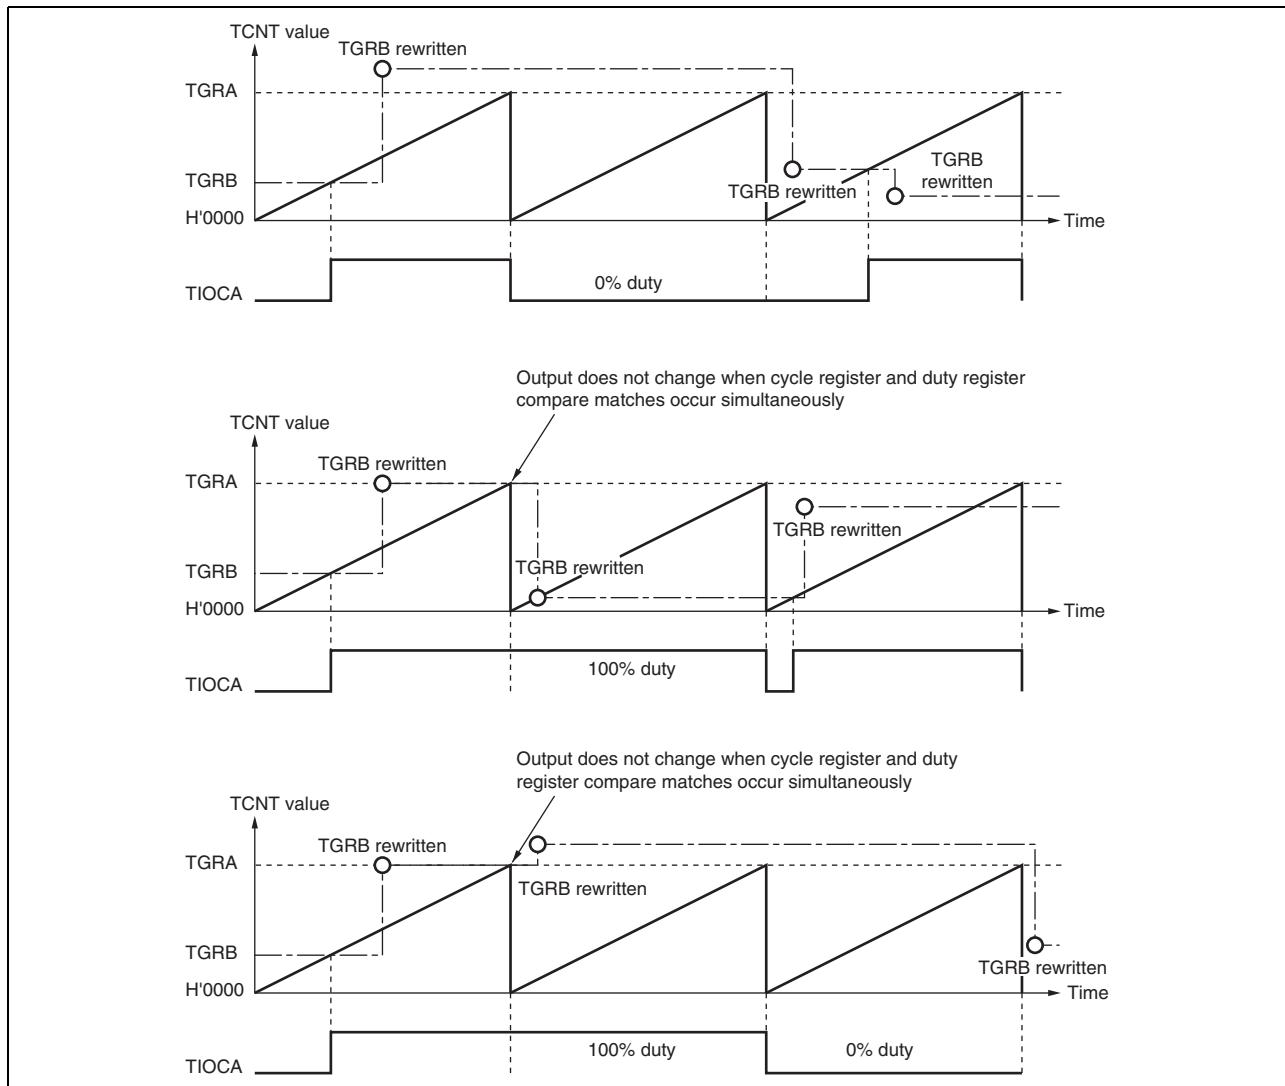 TCNT value
TGRB rewritten
TGRA
TGRB
rewritten
TGRB
TGRB rewritten
H'0000
Time
0% duty
TIOCA
Output does not change when cycle register and duty register
compare matches occur simultaneously
TCNT value
TGRB rewritten
TGRA
TGRB rewritten
TGRB rewritten
TGRB
H'0000
Time
100% duty
TIOCA
Output does not change when cycle register and duty
register compare matches occur simultaneously
TCNT value
TGRB rewritten
TGRA
TGRB rewritten
TGRB
TGRB rewritten
H'0000
Time
100% duty
0% duty
TIOCA